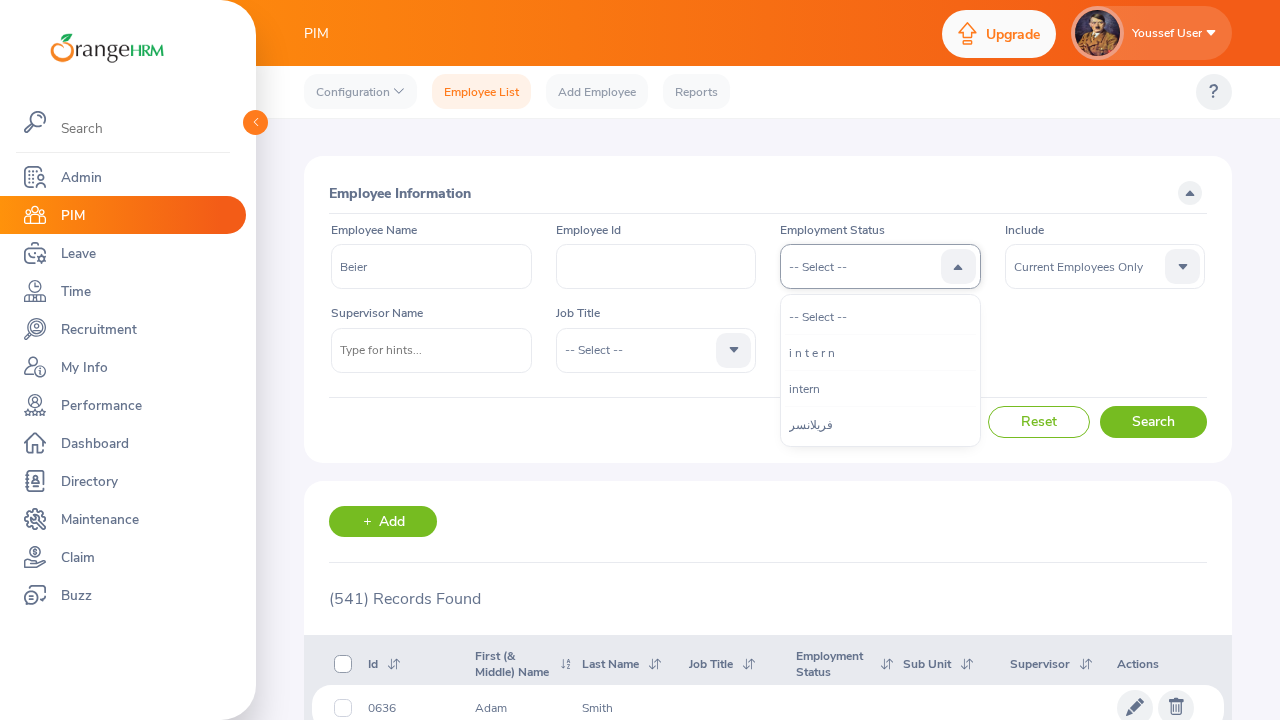 OrangeHRM
PIM
Upgrade
Youssef User
Configuration
Employee List
Add Employee
Reports
?
Search
Admin
PIM
Leave
Time
Recruitment
My Info
Performance
Dashboard
Directory
Maintenance
Claim
Buzz
Employee Information
Employee Name
Employee Id
Employment Status
Include
Beier
-- Select --
Current Employees Only
Supervisor Name
Job Title
Type for hints...
-- Select --
-- Select --
i n t e r n
intern
فريلانسر
Reset
Search
+ Add
(541) Records Found
Id
First (& Middle) Name
Last Name
Job Title
Employment Status
Sub Unit
Supervisor
Actions
0636
Adam
Smith